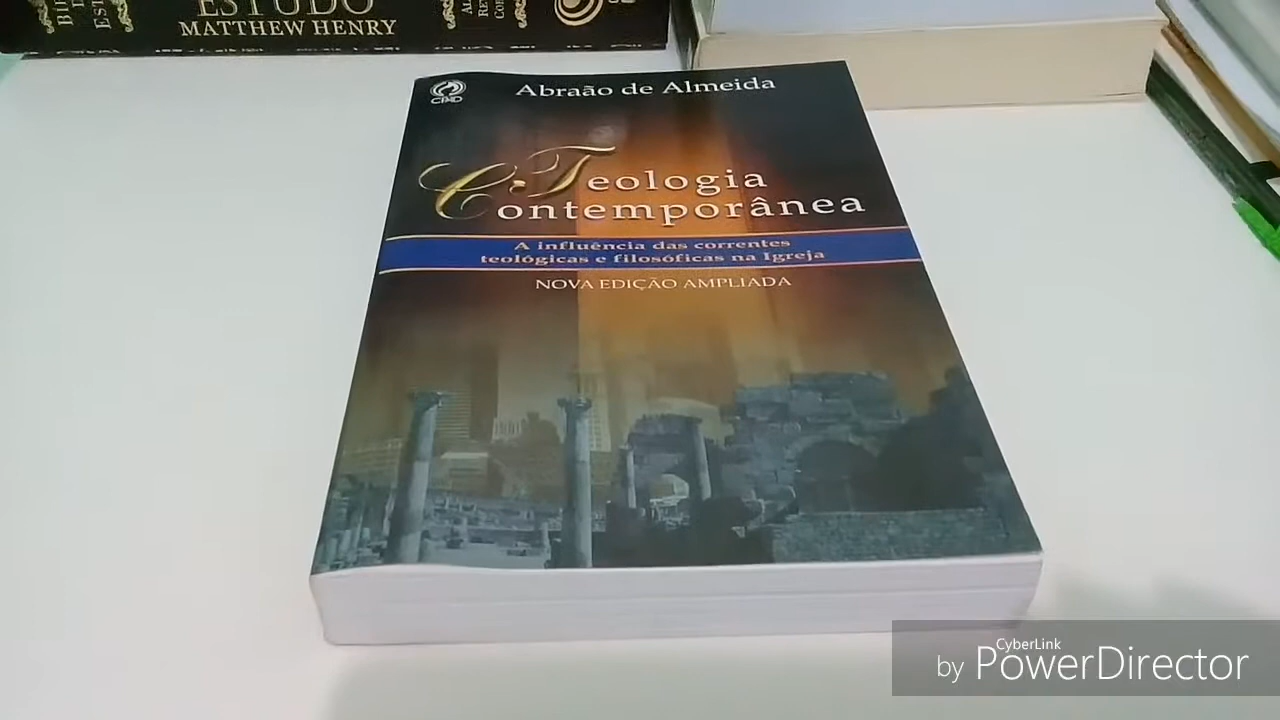 ESTUDO
MATTHEW HENRY
CPAD
Abraão de Almeida
Teologia
Contemporânea
A influência das correntes
teológicas e filosóficas na Igreja
NOVA EDIÇÃO AMPLIADA
CyberLink
by PowerDirector